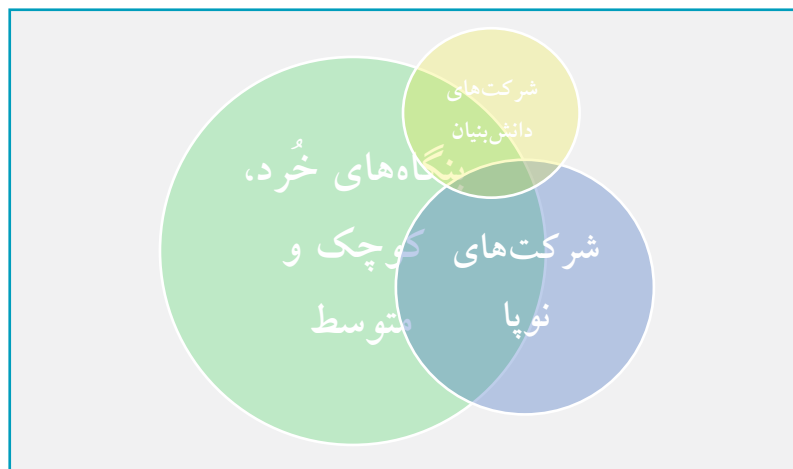 شرکت‌های
دانش‌بنیان
بنگاه‌های خُرد،
کوچک و
متوسط
شرکت‌های
نوپا